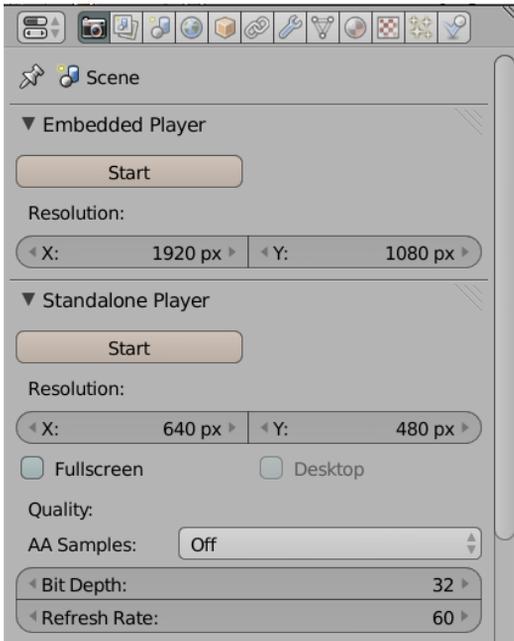 Scene
Embedded Player
Start
Resolution:
X: 1920 px Y: 1080 px
Standalone Player
Start
Resolution:
X: 640 px Y: 480 px
Fullscreen Desktop
Quality:
AA Samples: Off
Bit Depth: 32
Refresh Rate: 60